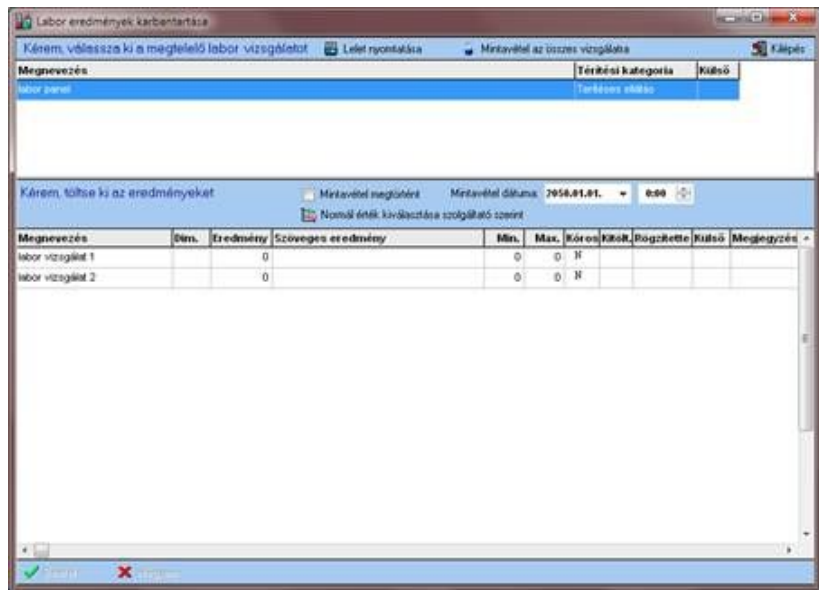 Labor eredmények karbantartása
Kérem, válassza ki a megfelelő labor vizsgálatot Lelet nyomtatása Mintavétel az összes vizsgálatra Kilépés
Megnevezés Térítési kategoria Külső
labor panel Térítéses ellátás
Kérem, töltse ki az eredményeket Mintavétel megtörtént Mintavétel dátuma: 2050.01.01. 0:00
Normál érték kiválasztása szolgáltató szerint
Megnevezés Dim. Eredmény Szöveges eredmény Min. Max. Kóros Kitölt. Rögzítette Külső Megjegyzés
labor vizsgálat 1 0 0 0 N
labor vizsgálat 2 0 0 0 N